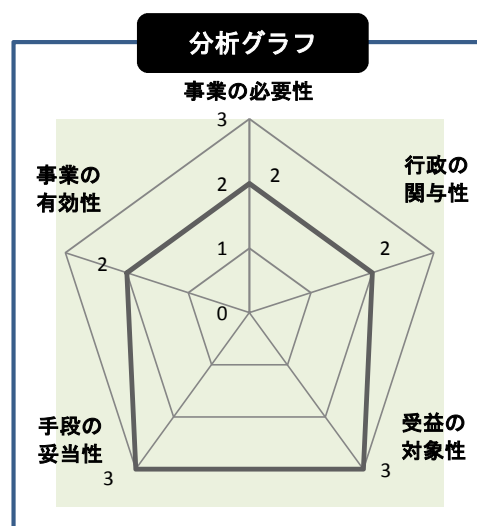 分析グラフ
事業の必要性
3
2
2
1
0
事業の
有効性
2
行政の
関与性
2
手段の
妥当性
3
受益の
対象性
3